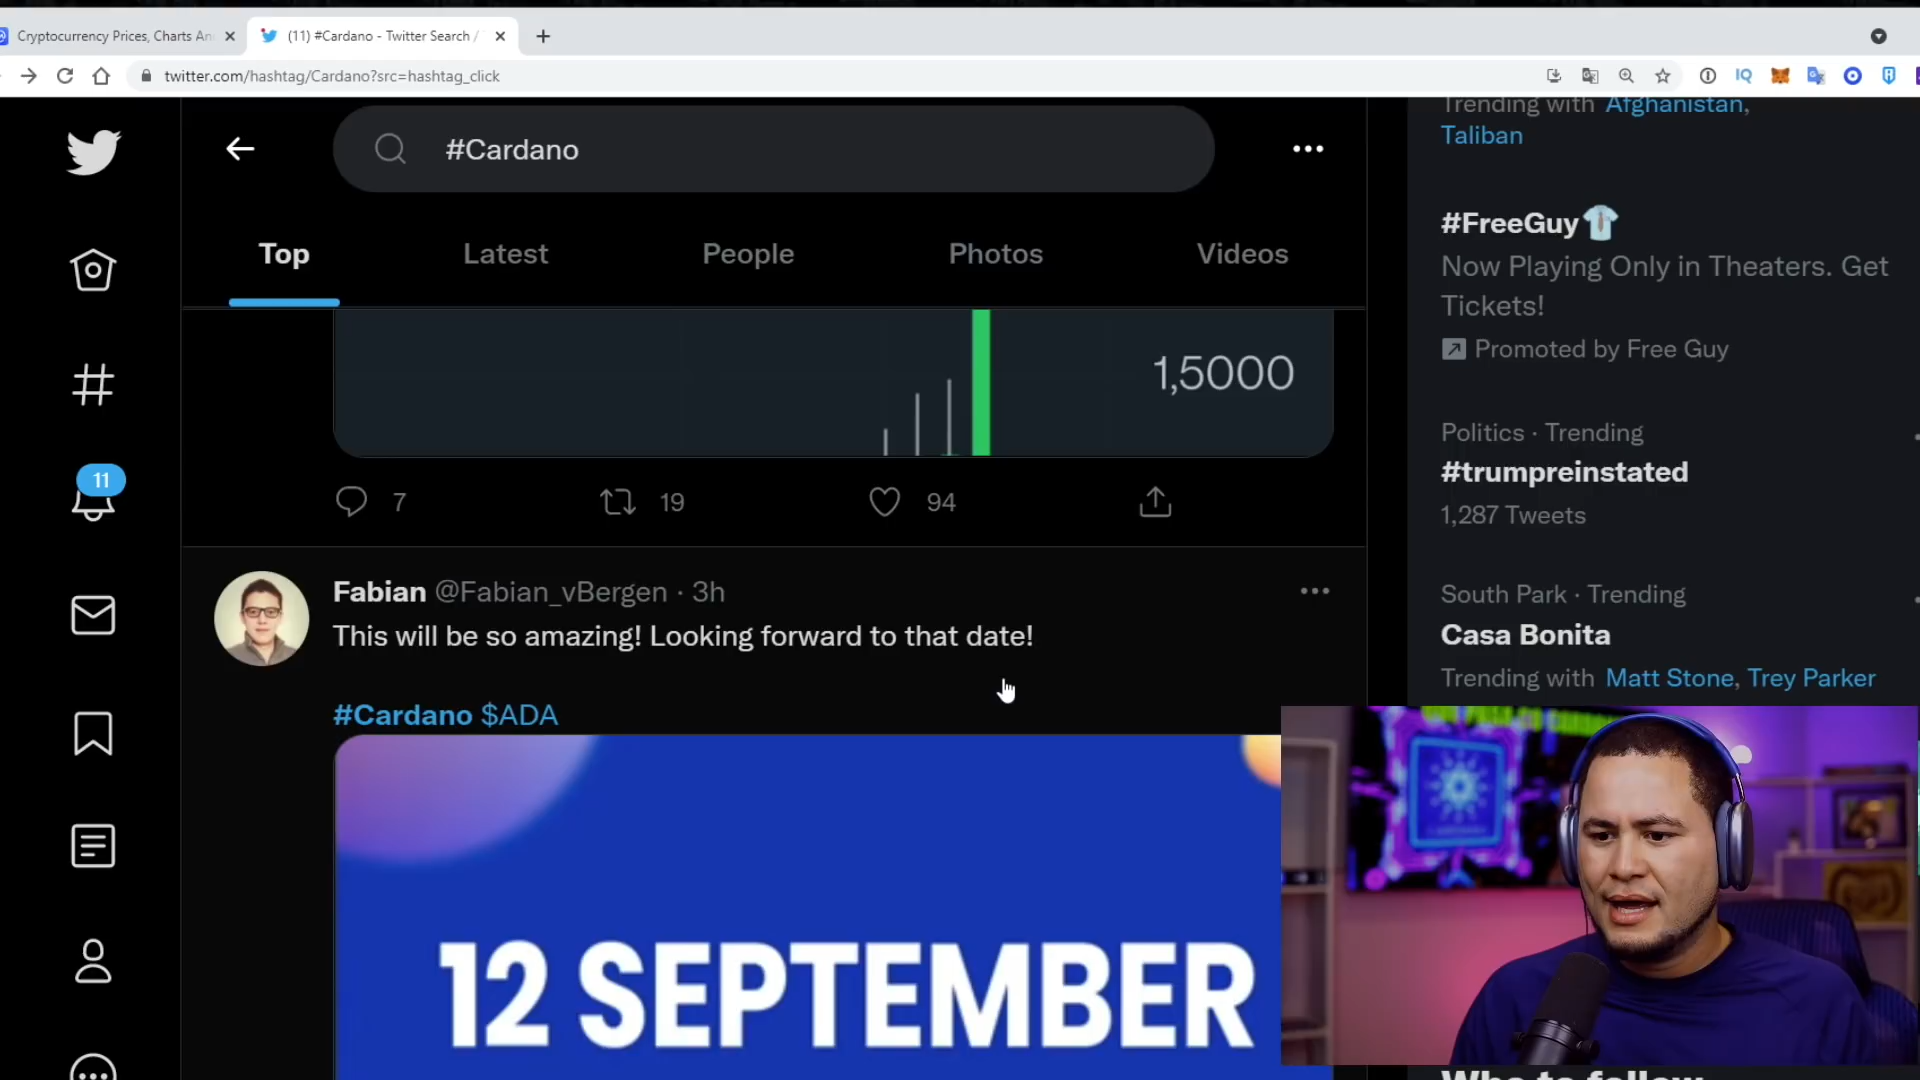 Cryptocurrency Prices, Charts An
(11) #Cardano - Twitter Search /
twitter.com/hashtag/Cardano?src=hashtag_click
IQ
#Cardano
Top
Latest
People
Photos
Videos
1,5000
7
19
94
11
Fabian @Fabian_vBergen · 3h
This will be so amazing! Looking forward to that date!
#Cardano $ADA
12 SEPTEMBER
Trending with Afghanistan,
Taliban
#FreeGuy
Now Playing Only in Theaters. Get
Tickets!
Promoted by Free Guy
Politics · Trending
#trumpreinstated
1,287 Tweets
South Park · Trending
Casa Bonita
Trending with Matt Stone, Trey Parker
Who to follow